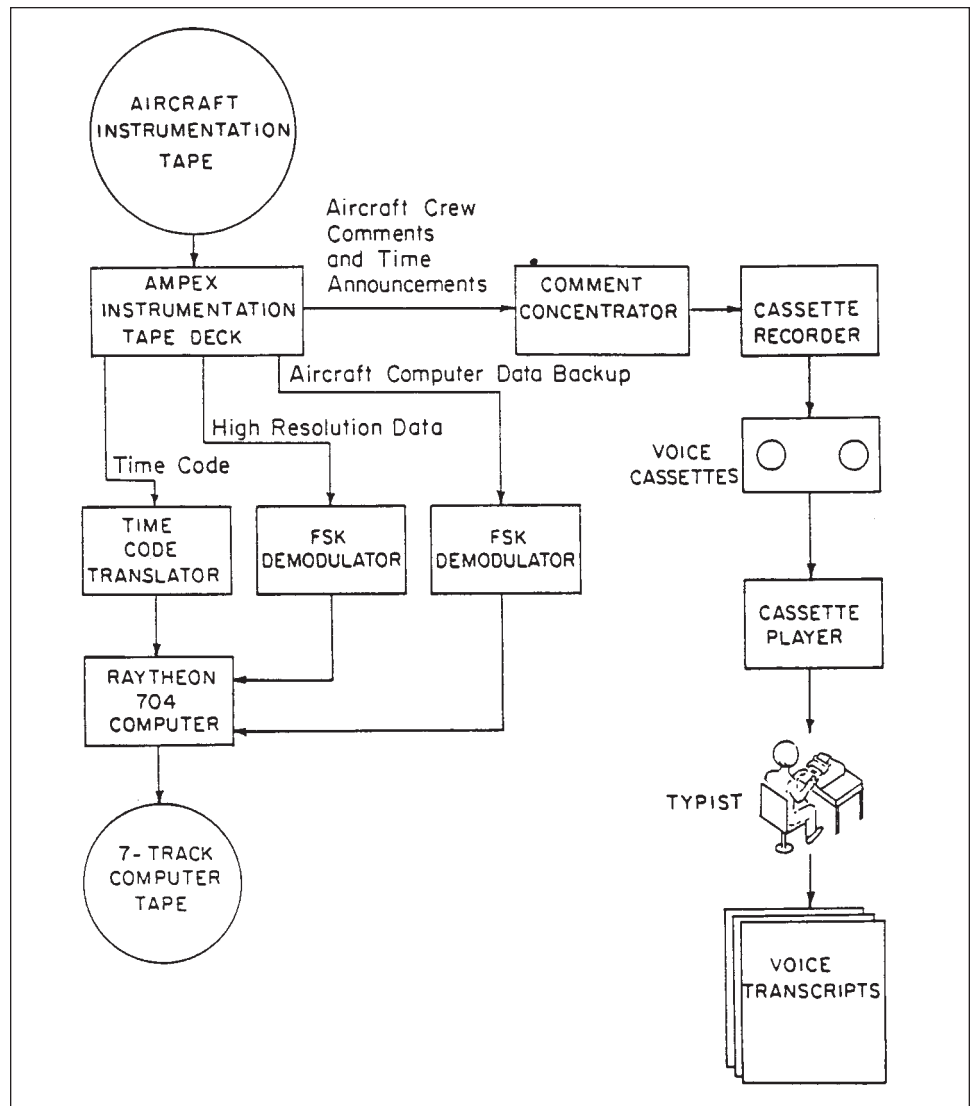 AIRCRAFT
INSTRUMENTATION
TAPE
Aircraft Crew
Comments
and Time
Announcements
AMPEX
INSTRUMENTATION
TAPE DECK
COMMENT
CONCENTRATOR
CASSETTE
RECORDER
Aircraft Computer Data Backup
High Resolution Data
Time Code
VOICE
CASSETTES
TIME
CODE
TRANSLATOR
FSK
DEMODULATOR
FSK
DEMODULATOR
CASSETTE
PLAYER
RAYTHEON
704
COMPUTER
TYPIST
7-TRACK
COMPUTER
TAPE
VOICE
TRANSCRIPTS